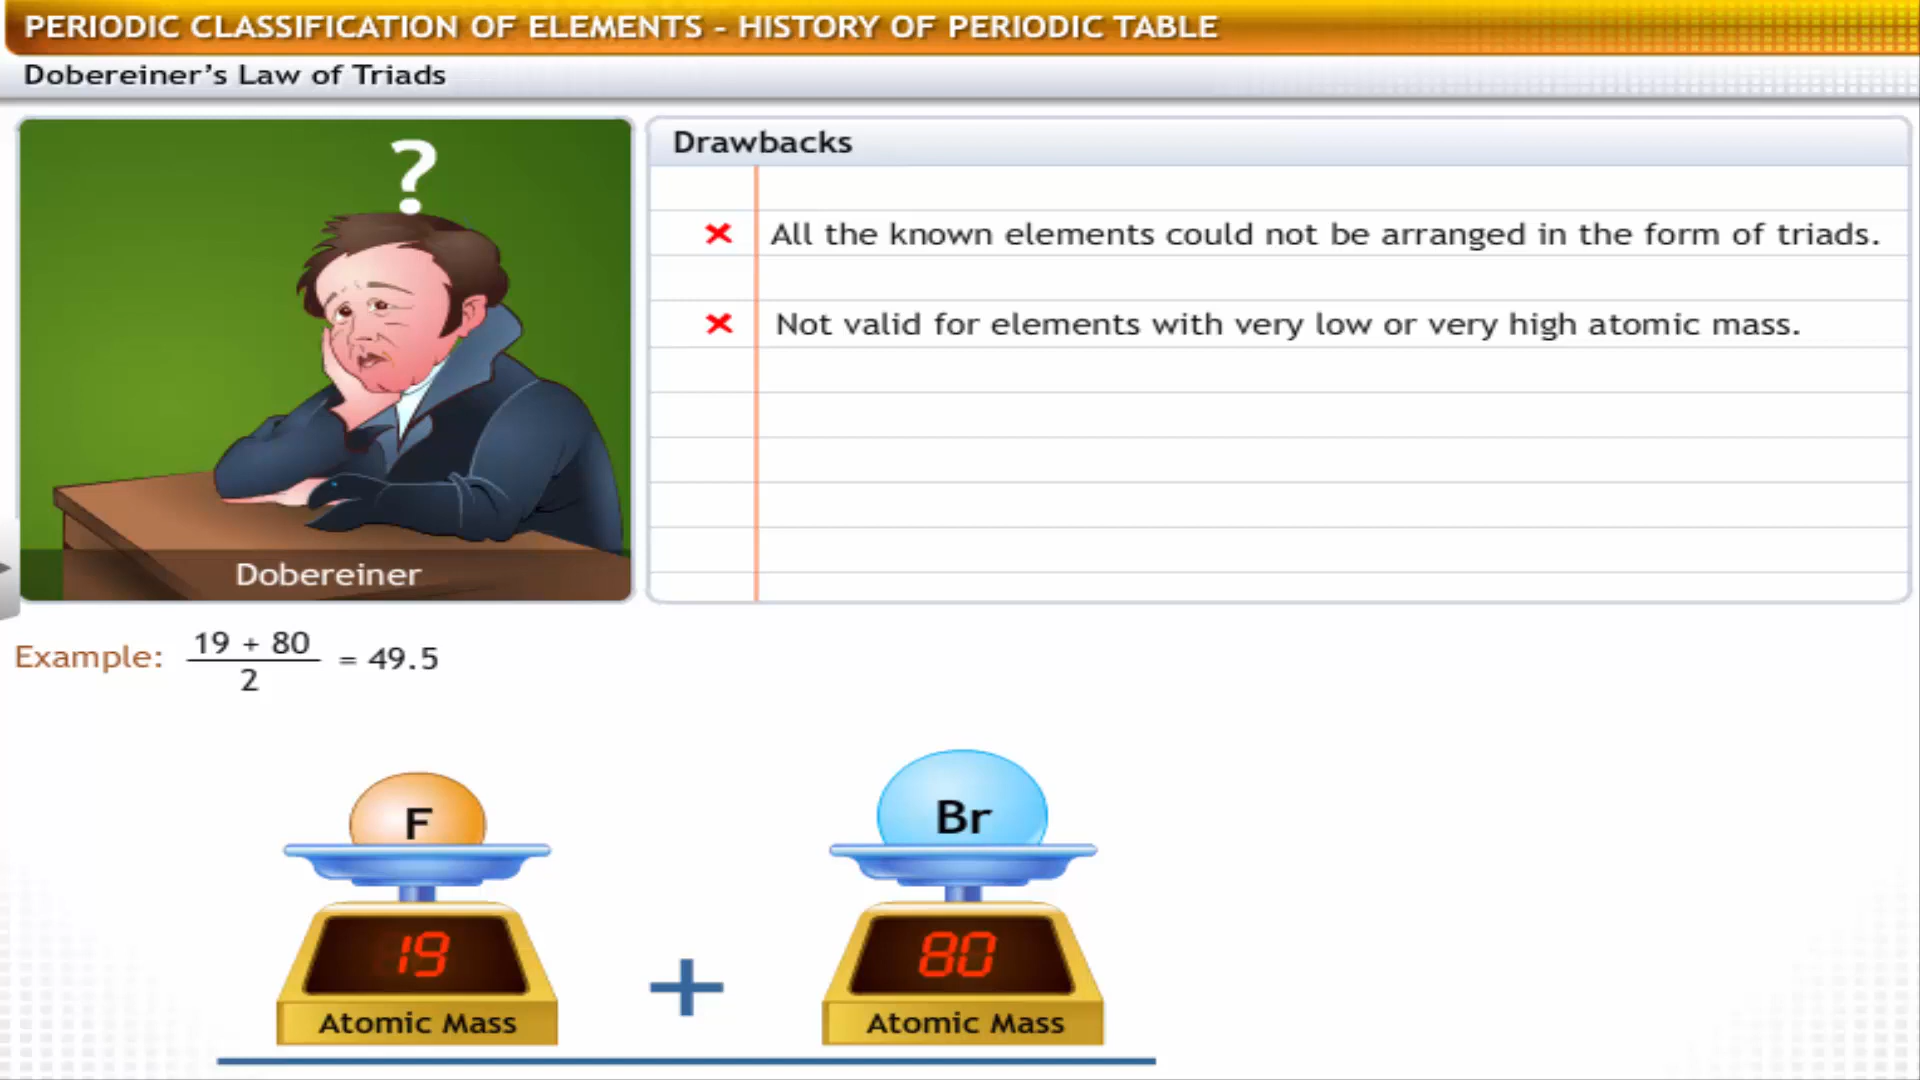 PERIODIC CLASSIFICATION OF ELEMENTS - HISTORY OF PERIODIC TABLE
Dobereiner's Law of Triads
?
Dobereiner
Drawbacks
× All the known elements could not be arranged in the form of triads.
× Not valid for elements with very low or very high atomic mass.
Example: 19 + 80 / 2 = 49.5
F
Br
19
+
80
Atomic Mass
Atomic Mass